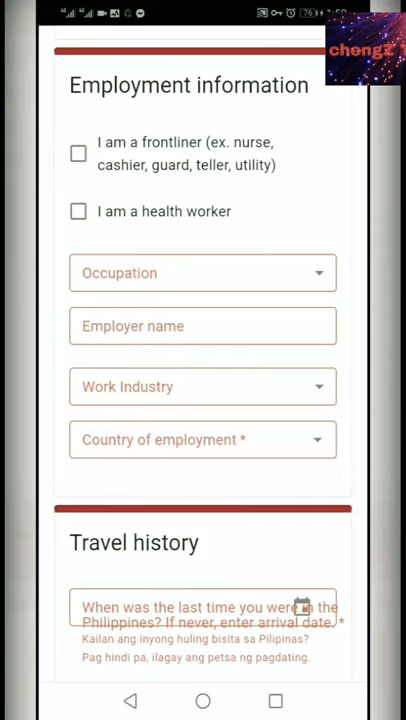 76
chengZ
Employment information
I am a frontliner (ex. nurse,
cashier, guard, teller, utility)
I am a health worker
Occupation
Employer name
Work Industry
Country of employment *
Travel history
When was the last time you were in the
Philippines? If never, enter arrival date. *
Kailan ang inyong huling bisita sa Pilipinas?
Pag hindi pa, ilagay ang petsa ng pagdating.